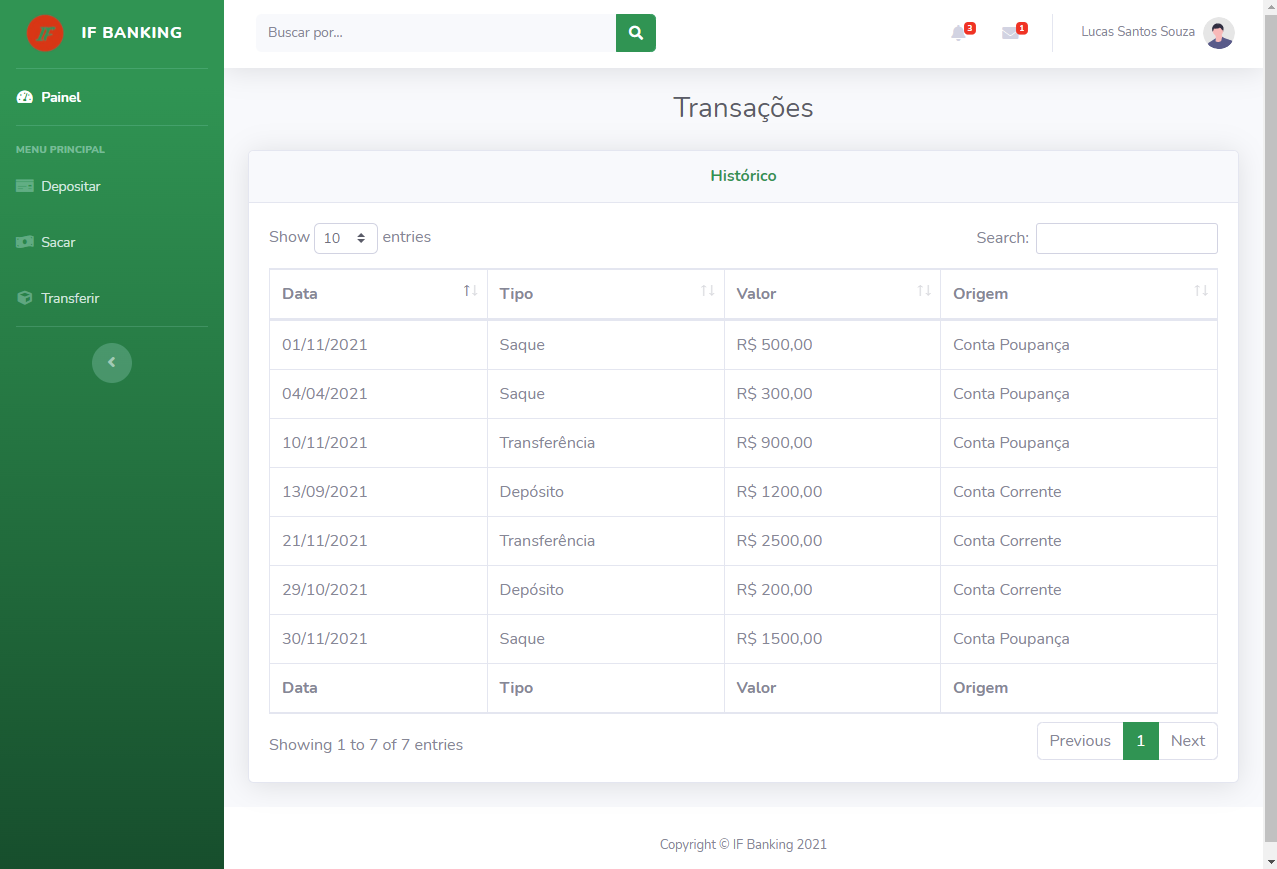 IF IF BANKING
Buscar por...
3
1
Lucas Santos Souza
Painel
MENU PRINCIPAL
Depositar
Sacar
Transferir
Transações
Histórico
Show 10 entries
Search:
Data Tipo Valor Origem
01/11/2021 Saque R$ 500,00 Conta Poupança
04/04/2021 Saque R$ 300,00 Conta Poupança
10/11/2021 Transferência R$ 900,00 Conta Poupança
13/09/2021 Depósito R$ 1200,00 Conta Corrente
21/11/2021 Transferência R$ 2500,00 Conta Corrente
29/10/2021 Depósito R$ 200,00 Conta Corrente
30/11/2021 Saque R$ 1500,00 Conta Poupança
Data Tipo Valor Origem
Showing 1 to 7 of 7 entries
Previous 1 Next
Copyright © IF Banking 2021